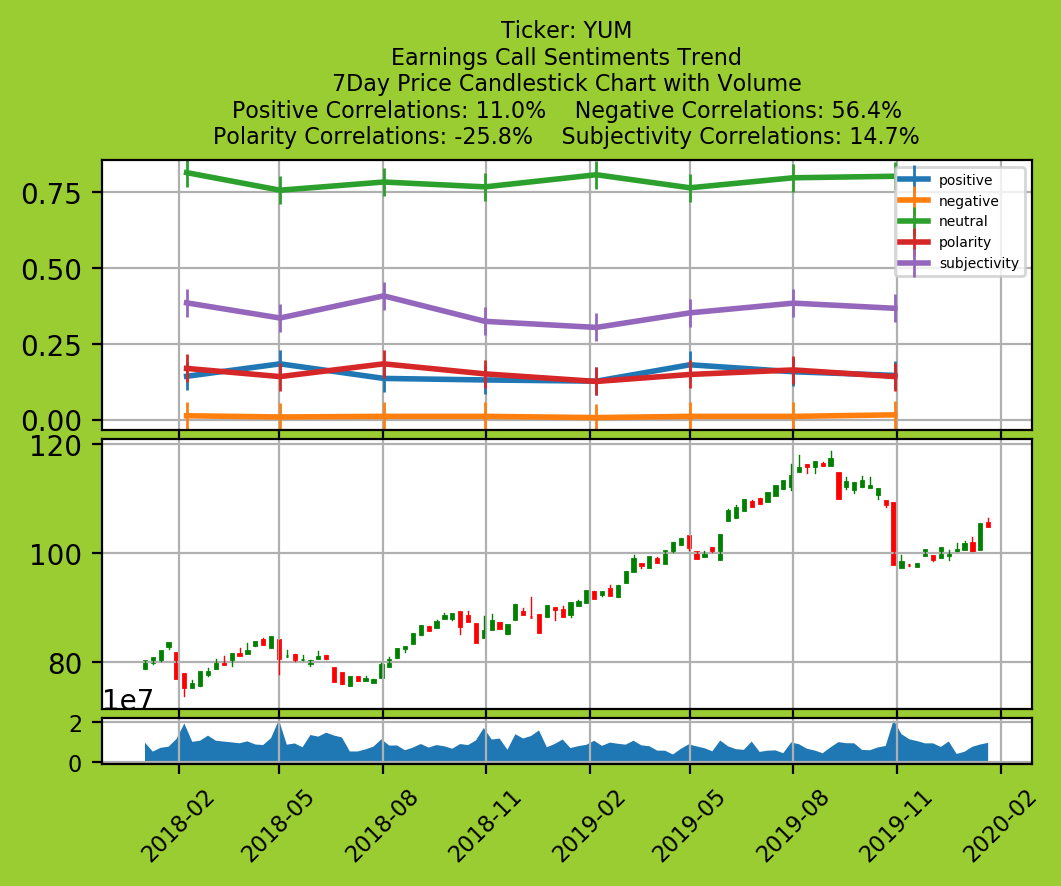 Ticker: YUM
Earnings Call Sentiments Trend
7Day Price Candlestick Chart with Volume
Positive Correlations: 11.0%    Negative Correlations: 56.4%
Polarity Correlations: -25.8%    Subjectivity Correlations: 14.7%
0.75
0.50
0.25
0.00
positive
negative
neutral
polarity
subjectivity
120
100
80
1e7
2
0
2018-02
2018-05
2018-08
2018-11
2019-02
2019-05
2019-08
2019-11
2020-02